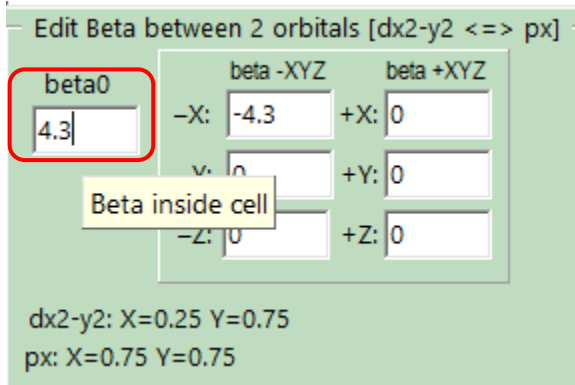 Edit Beta between 2 orbitals [dx2-y2 <=> px]
beta0 beta -XYZ beta +XYZ
4.3 –X: -4.3 +X: 0
+Y: 0
Beta inside cell
–Z: 0 +Z: 0
dx2-y2: X=0.25 Y=0.75
px: X=0.75 Y=0.75